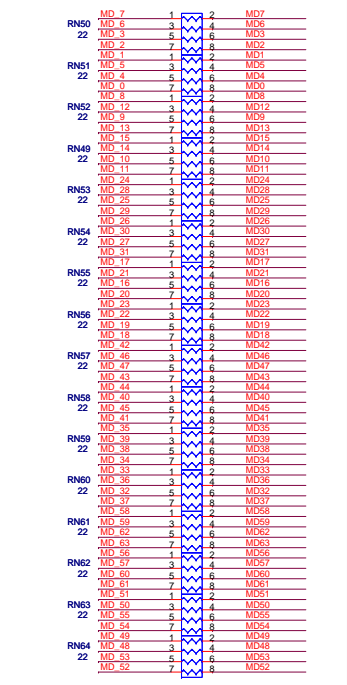 MD_7 1 2 MD7
RN50 MD_6 3 4 MD6
22 MD_3 5 6 MD3
MD_2 7 8 MD2
MD_1 1 2 MD1
RN51 MD_5 3 4 MD5
22 MD_4 5 6 MD4
MD_0 7 8 MD0
MD_8 1 2 MD8
RN52 MD_12 3 4 MD12
22 MD_9 5 6 MD9
MD_13 7 8 MD13
MD_15 1 2 MD15
RN49 MD_14 3 4 MD14
22 MD_10 5 6 MD10
MD_11 7 8 MD11
MD_24 1 2 MD24
RN53 MD_28 3 4 MD28
22 MD_25 5 6 MD25
MD_29 7 8 MD29
MD_26 1 2 MD26
RN54 MD_30 3 4 MD30
22 MD_27 5 6 MD27
MD_31 7 8 MD31
MD_17 1 2 MD17
RN55 MD_21 3 4 MD21
22 MD_16 5 6 MD16
MD_20 7 8 MD20
MD_23 1 2 MD23
RN56 MD_22 3 4 MD22
22 MD_19 5 6 MD19
MD_18 7 8 MD18
MD_42 1 2 MD42
RN57 MD_46 3 4 MD46
22 MD_47 5 6 MD47
MD_43 7 8 MD43
MD_44 1 2 MD44
RN58 MD_40 3 4 MD40
22 MD_45 5 6 MD45
MD_41 7 8 MD41
MD_35 1 2 MD35
RN59 MD_39 3 4 MD39
22 MD_38 5 6 MD38
MD_34 7 8 MD34
MD_33 1 2 MD33
RN60 MD_36 3 4 MD36
22 MD_32 5 6 MD32
MD_37 7 8 MD37
MD_58 1 2 MD58
RN61 MD_59 3 4 MD59
22 MD_62 5 6 MD62
MD_63 7 8 MD63
MD_56 1 2 MD56
RN62 MD_57 3 4 MD57
22 MD_60 5 6 MD60
MD_61 7 8 MD61
MD_51 1 2 MD51
RN63 MD_50 3 4 MD50
22 MD_55 5 6 MD55
MD_54 7 8 MD54
MD_49 1 2 MD49
RN64 MD_48 3 4 MD48
22 MD_53 5 6 MD53
MD_52 7 8 MD52